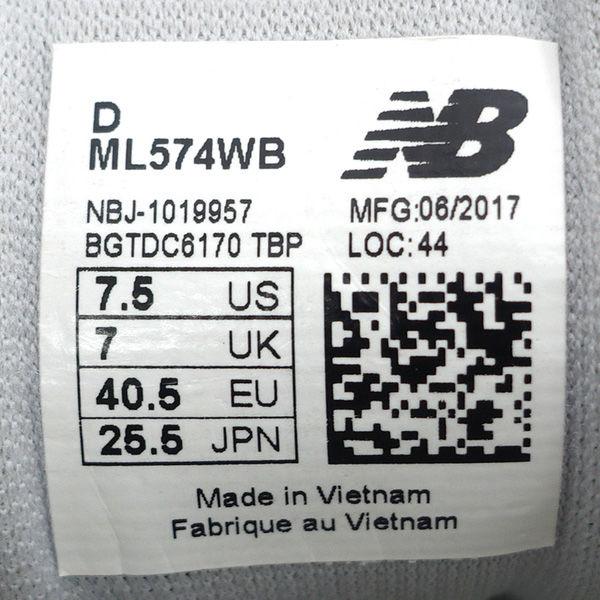 D
ML574WB
NB
NBJ-1019957
MFG:06/2017
BGTDC6170 TBP
LOC: 44
7.5 US
7 UK
40.5 EU
25.5 JPN
Made in Vietnam
Fabrique au Vietnam